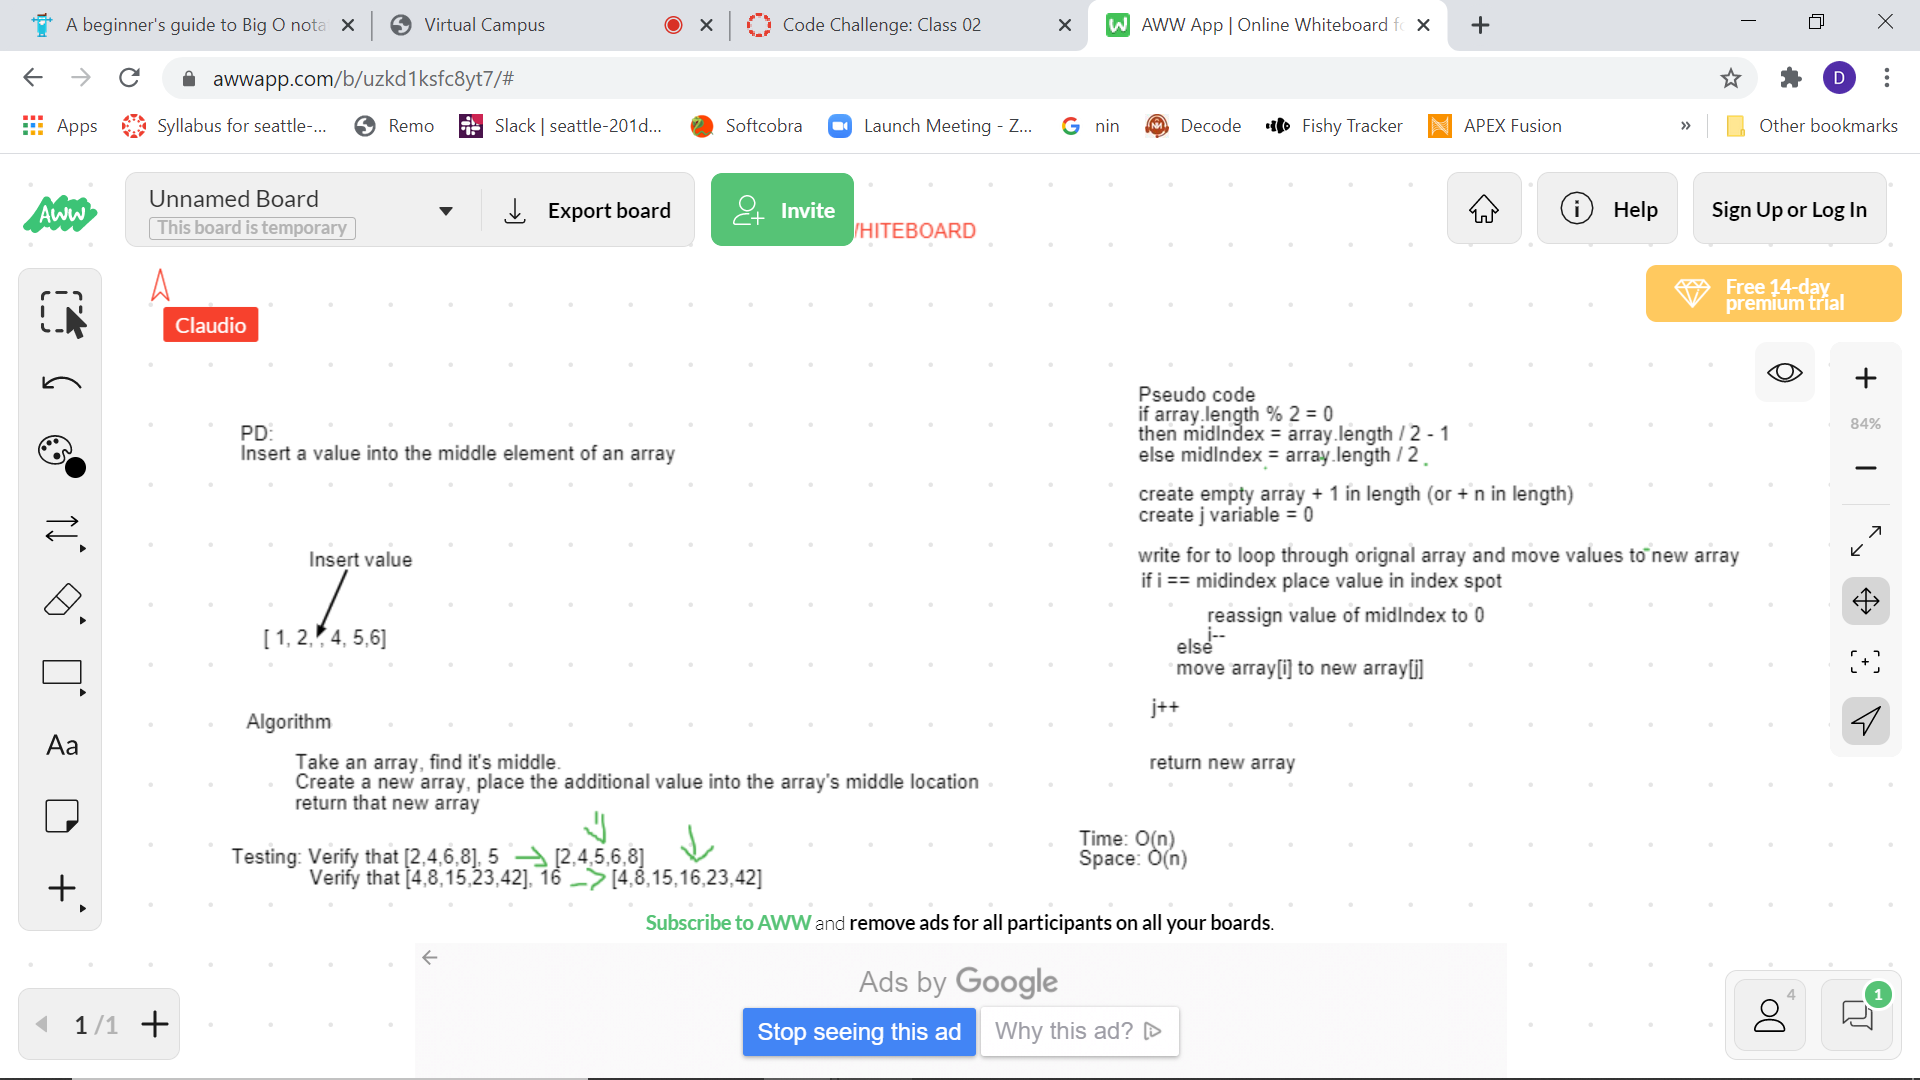 A beginner's guide to Big O nota
Virtual Campus
Code Challenge: Class 02
AWW App | Online Whiteboard fo
awwapp.com/b/uzkd1ksfc8yt7/#
D
Apps
Syllabus for seattle-...
Remo
Slack | seattle-201d...
Softcobra
Launch Meeting - Z...
nin
Decode
Fishy Tracker
APEX Fusion
»
Other bookmarks
AWW
Unnamed Board
This board is temporary
Export board
Invite
WHITEBOARD
Help
Sign Up or Log In
Free 14-day
premium trial
Claudio
84%
PD:
Insert a value into the middle element of an array
Insert value
[ 1, 2, , 4, 5,6]
Algorithm
Take an array, find it's middle.
Create a new array, place the additional value into the array's middle location
return that new array
Testing: Verify that [2,4,6,8], 5 [2,4,5,6,8]
Verify that [4,8,15,23,42], 16 [4,8,15,16,23,42]
Pseudo code
if array.length % 2 = 0
then midIndex = array.length / 2 - 1
else midIndex = array.length / 2
create empty array + 1 in length (or + n in length)
create j variable = 0
write for to loop through orignal array and move values to new array
if i == midindex place value in index spot
reassign value of midIndex to 0
i--
else
move array[i] to new array[j]
j++
return new array
Time: O(n)
Space: O(n)
Aa
Subscribe to AWW and remove ads for all participants on all your boards.
Ads by Google
Stop seeing this ad
Why this ad?
1 /1
4
1